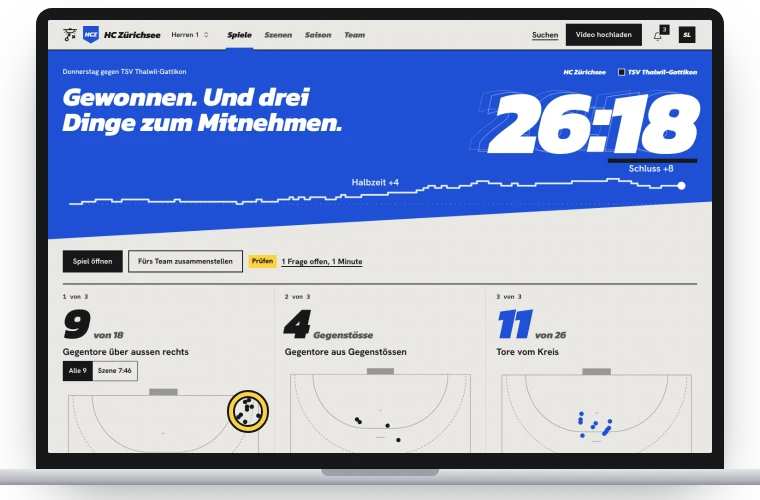 HCZ HC Zürichsee Herren 1 Spiele Szenen Saison Team Suchen Video hochladen 3 SL
Donnerstag gegen TSV Thalwil-Gattikon
HC Zürichsee TSV Thalwil-Gattikon
Gewonnen. Und drei
Dinge zum Mitnehmen.
26:18
Schluss +8
Halbzeit +4
Spiel öffnen Fürs Team zusammenstellen Prüfen 1 Frage offen, 1 Minute
1 von 3
9 von 18
Gegentore über aussen rechts
Alle 9 Szene 7:46
2 von 3
4 Gegenstösse
Gegentore aus Gegenstössen
3 von 3
11 von 26
Tore vom Kreis